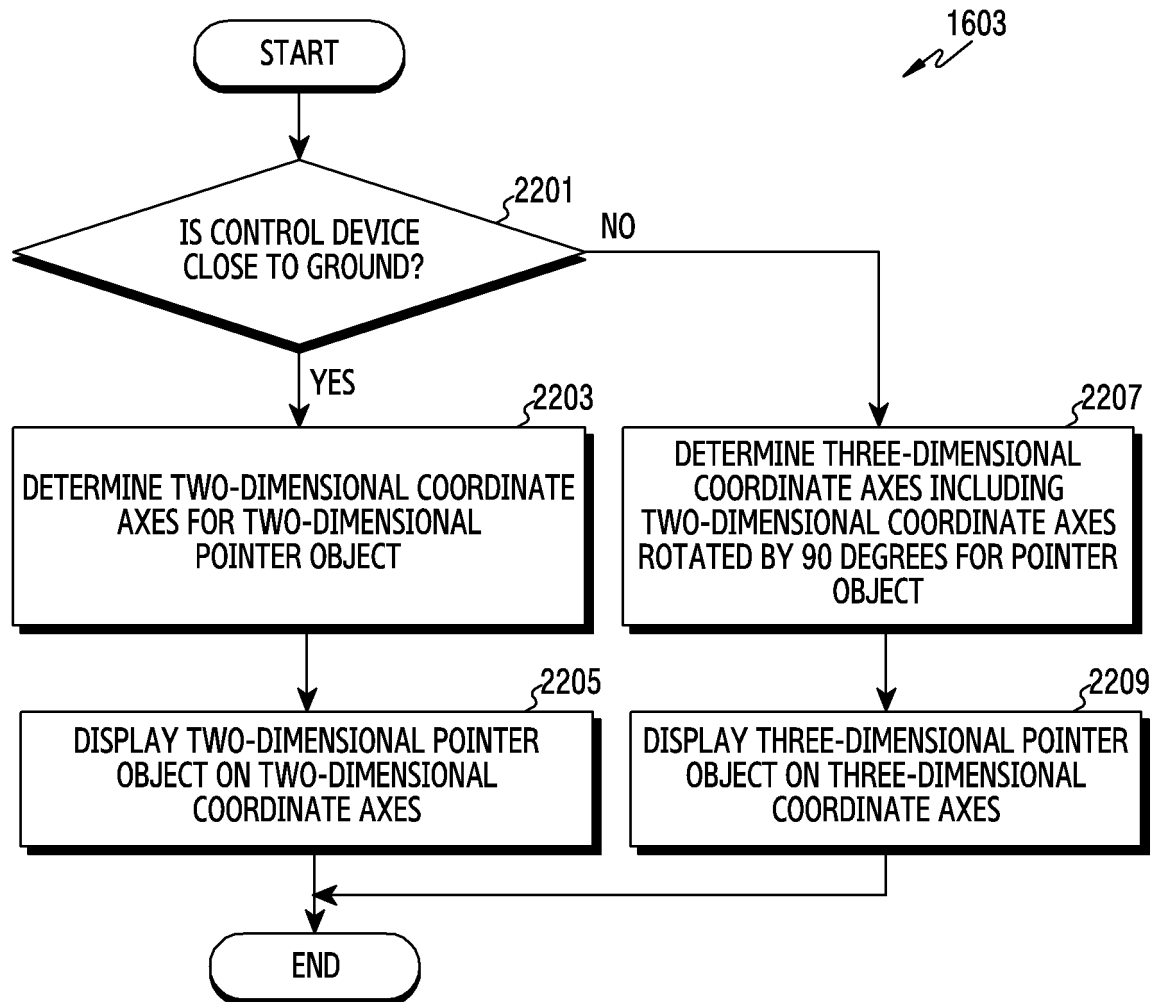 1603
START
2201
IS CONTROL DEVICE
CLOSE TO GROUND?
NO
YES
2203
DETERMINE TWO-DIMENSIONAL COORDINATE
AXES FOR TWO-DIMENSIONAL
POINTER OBJECT
2207
DETERMINE THREE-DIMENSIONAL
COORDINATE AXES INCLUDING
TWO-DIMENSIONAL COORDINATE AXES
ROTATED BY 90 DEGREES FOR POINTER
OBJECT
2205
DISPLAY TWO-DIMENSIONAL POINTER
OBJECT ON TWO-DIMENSIONAL
COORDINATE AXES
2209
DISPLAY THREE-DIMENSIONAL POINTER
OBJECT ON THREE-DIMENSIONAL
COORDINATE AXES
END